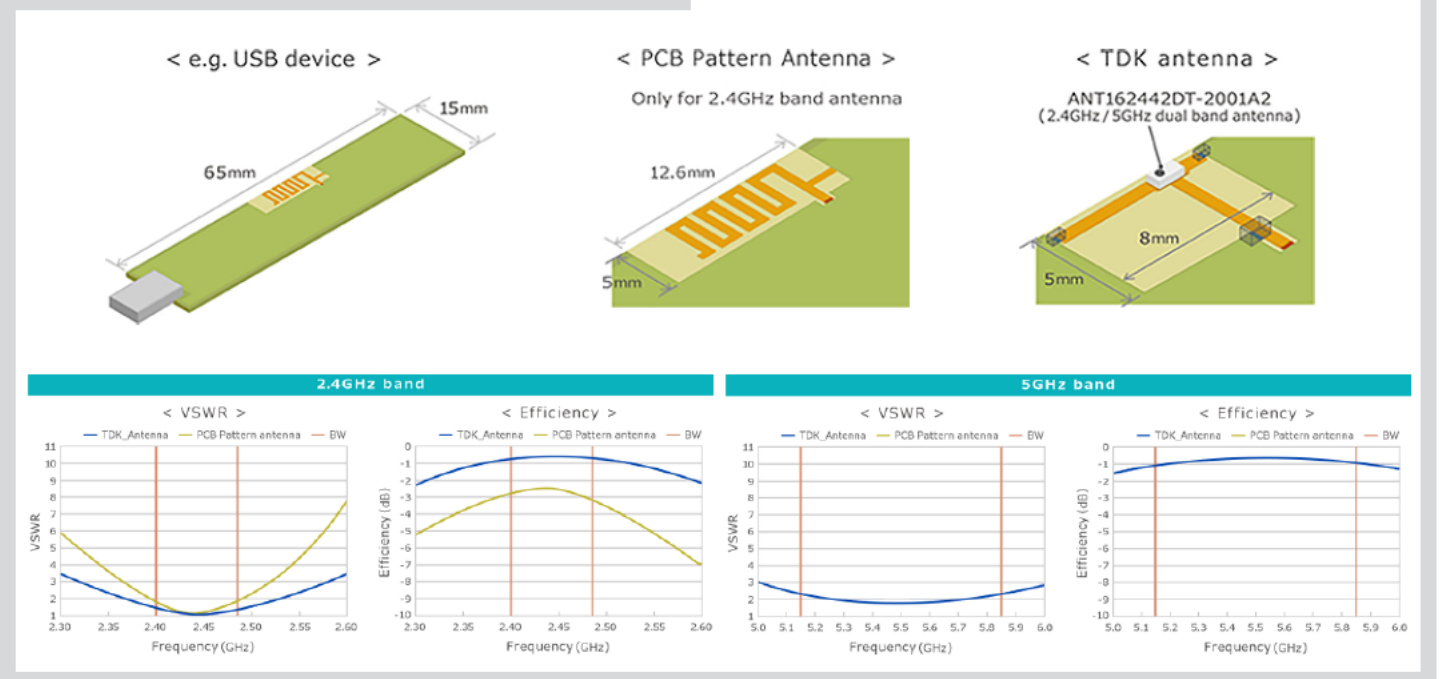 < e.g. USB device >
15mm
65mm
< PCB Pattern Antenna >
Only for 2.4GHz band antenna
12.6mm
5mm
< TDK antenna >
ANT162442DT-2001A2
(2.4GHz / 5GHz dual band antenna)
8mm
5mm
2.4GHz band
< VSWR >
TDK_Antenna PCB Pattern antenna BW
11
10
9
8
7
6
5
4
3
2
1
VSWR
2.30 2.35 2.40 2.45 2.50 2.55 2.60
Frequency (GHz)
< Efficiency >
TDK_Antenna PCB Pattern antenna BW
0
-1
-2
-3
-4
-5
-6
-7
-8
-9
-10
Efficiency (dB)
2.30 2.35 2.40 2.45 2.50 2.55 2.60
Frequency (GHz)
5GHz band
< VSWR >
TDK_Antenna PCB Pattern antenna BW
11
10
9
8
7
6
5
4
3
2
1
VSWR
5.0 5.1 5.2 5.3 5.4 5.5 5.6 5.7 5.8 5.9 6.0
Frequency (GHz)
< Efficiency >
TDK_Antenna PCB Pattern antenna BW
0
-1
-2
-3
-4
-5
-6
-7
-8
-9
-10
Efficiency (dB)
5.0 5.1 5.2 5.3 5.4 5.5 5.6 5.7 5.8 5.9 6.0
Frequency (GHz)